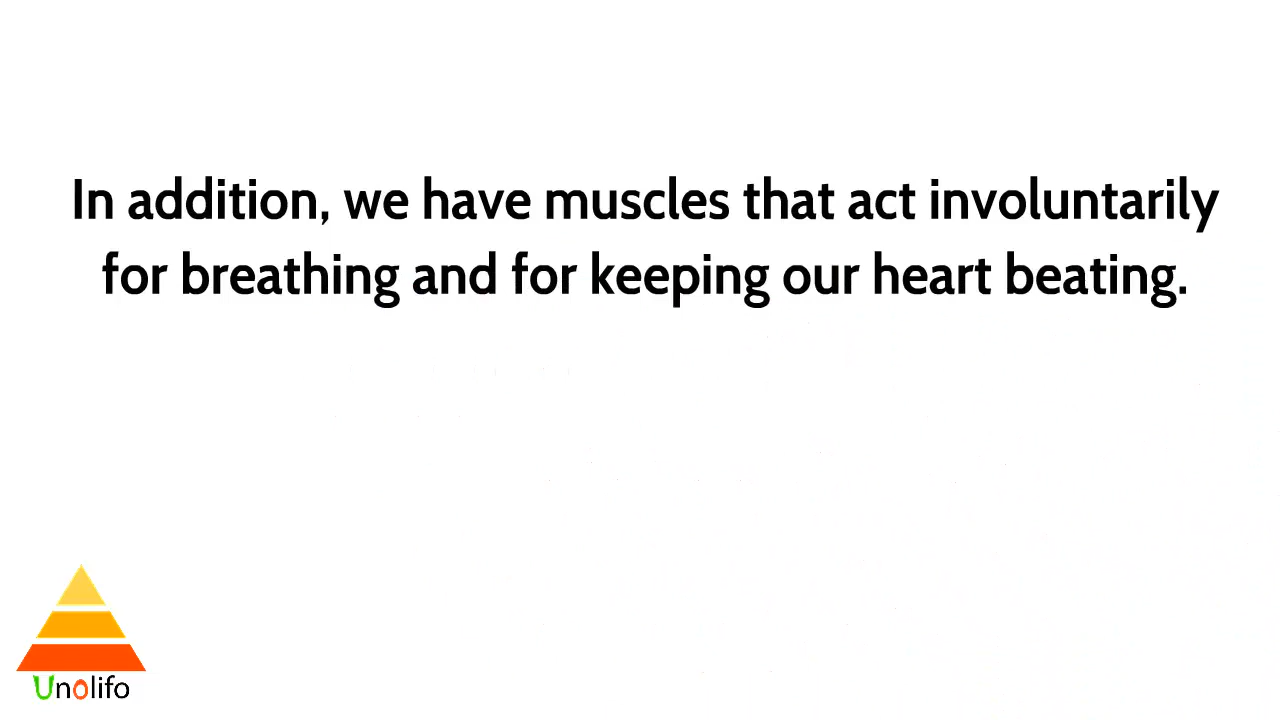 In addition, we have muscles that act involuntarily
for breathing and for keeping our heart beating.
Unolifo